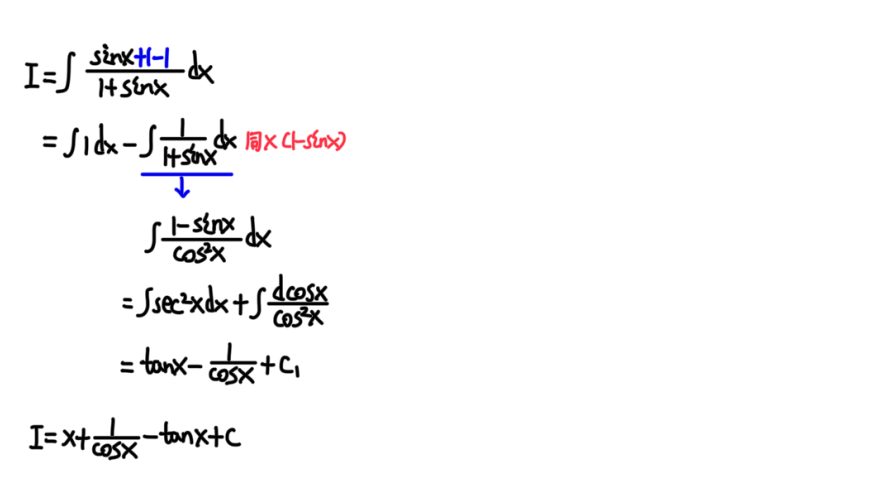 I=∫ (sinx+1-1)/(1+sinx) dx
=∫1dx-∫ 1/(1+sinx) dx 同×(1-sinx)
↓
∫ (1-sinx)/(cos²x) dx
=∫sec²xdx+∫ dcosx/cos²x
=tanx- 1/cosx +C₁
I=x+ 1/cosx -tanx+C